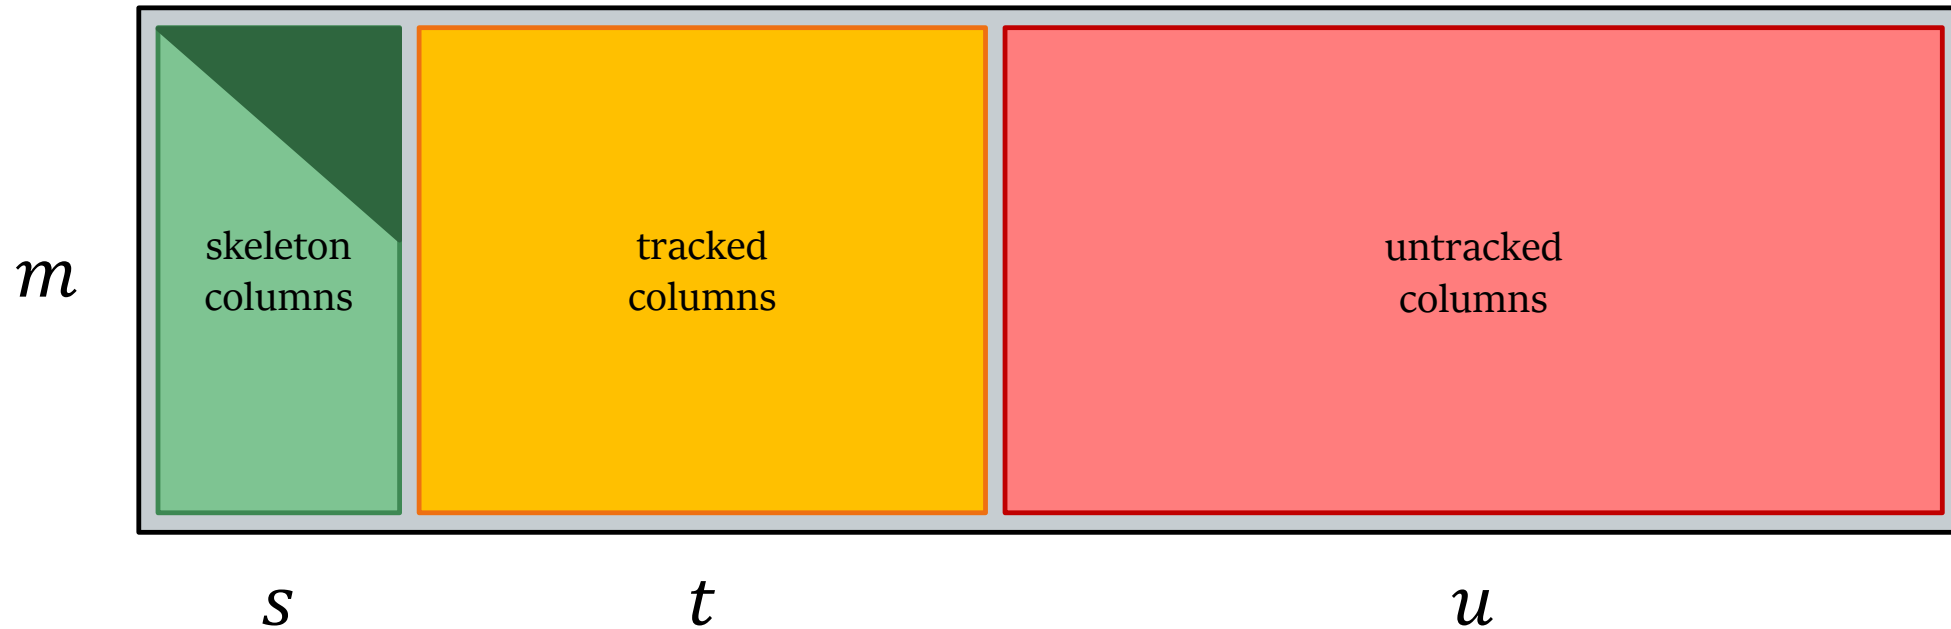 skeleton
columns
tracked
columns
untracked
columns
m
s
t
u